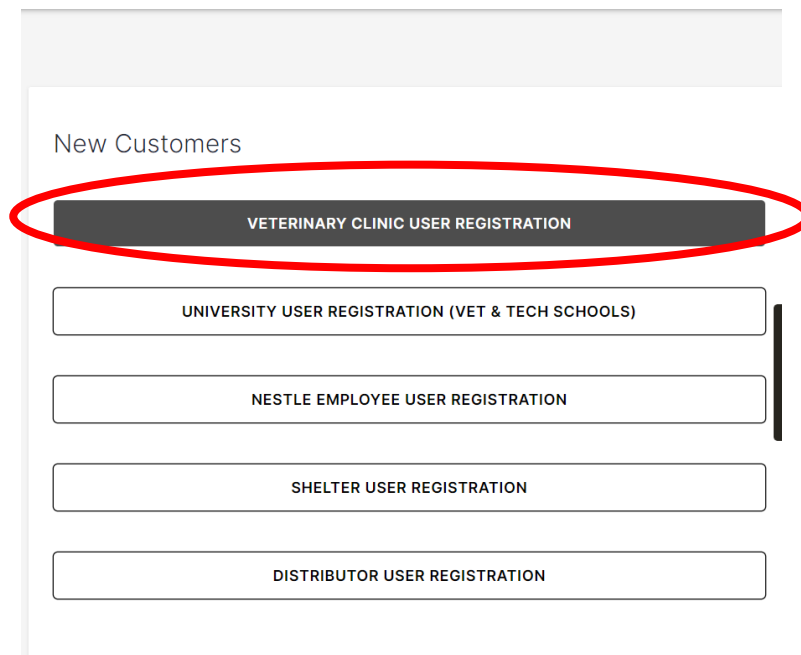 New Customers
VETERINARY CLINIC USER REGISTRATION
UNIVERSITY USER REGISTRATION (VET & TECH SCHOOLS)
NESTLE EMPLOYEE USER REGISTRATION
SHELTER USER REGISTRATION
DISTRIBUTOR USER REGISTRATION